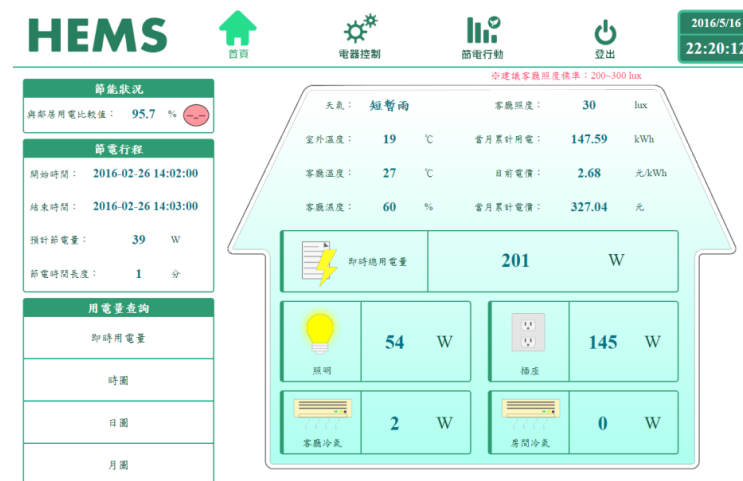 HEMS
首頁
電器控制
節電行動
登出
2016/5/16
22:20:12
※建議客廳照度標準：200~300 lux
節能狀況
與鄰居用電比較值： 95.7 %
節電行程
開始時間： 2016-02-26 14:02:00
結束時間： 2016-02-26 14:03:00
預計節電量： 39 W
節電時間長度： 1 分
用電量查詢
即時用電量
時圖
日圖
月圖
天氣： 短暫雨 客廳照度： 30 lux
室外溫度： 19 ℃ 當月累計用電： 147.59 kWh
客廳溫度： 27 ℃ 目前電價： 2.68 元/kWh
客廳濕度： 60 % 當月累計電價： 327.04 元
即時總用電量 201 W
照明 54 W
插座 145 W
客廳冷氣 2 W
房間冷氣 0 W